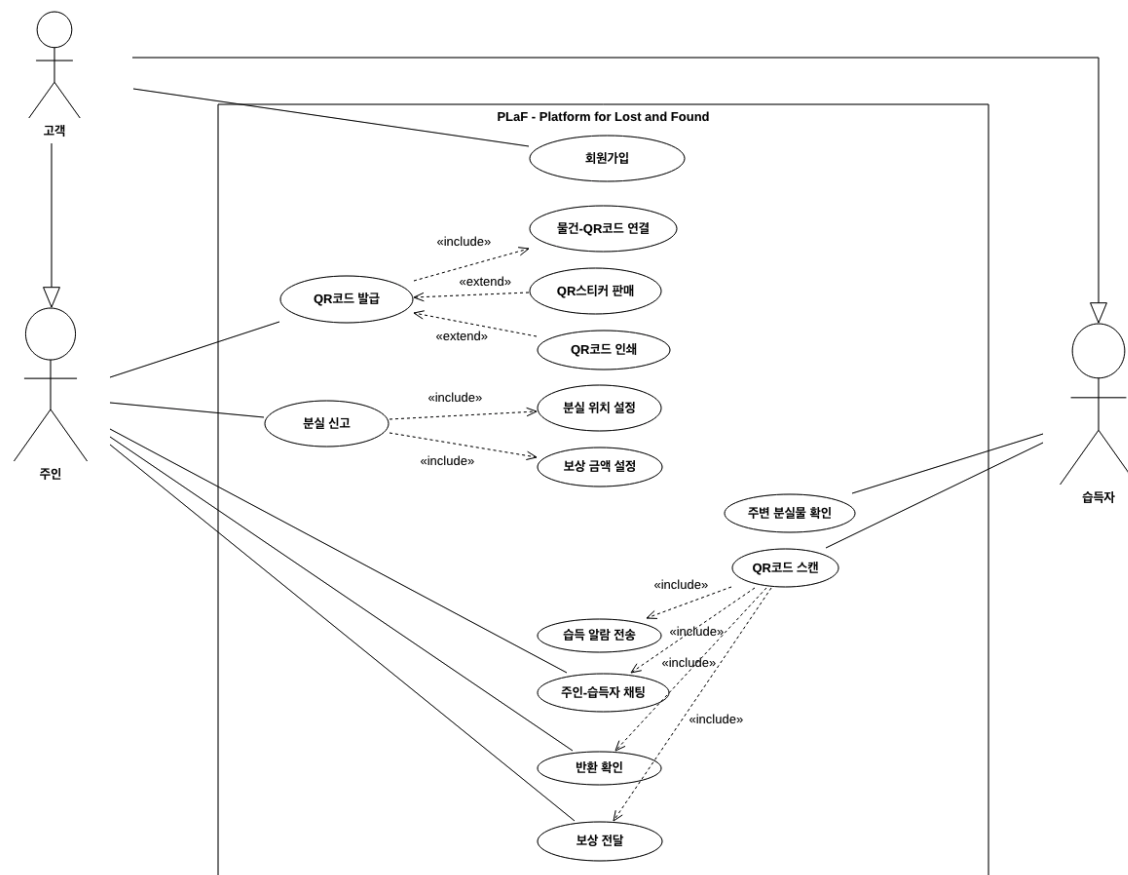 고객
PLaF - Platform for Lost and Found
회원가입
물건-QR코드 연결
«include»
«extend»
QR스티커 판매
QR코드 발급
«extend»
QR코드 인쇄
«include»
분실 위치 설정
분실 신고
«include»
보상 금액 설정
주인
습득자
주변 분실물 확인
QR코드 스캔
«include»
습득 알람 전송
«include»
«include»
주인-습득자 채팅
«include»
반환 확인
보상 전달